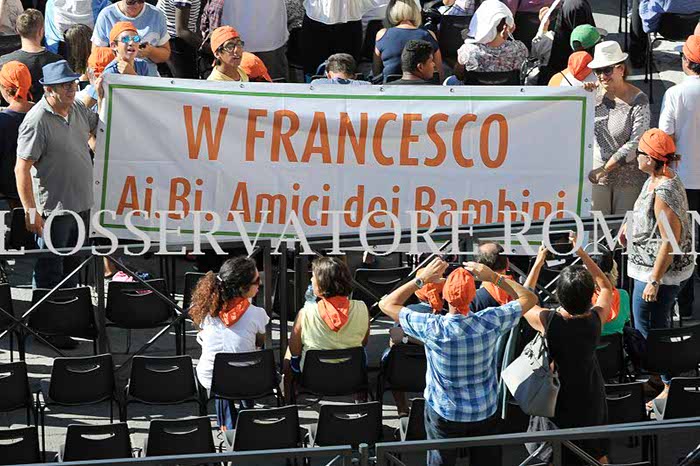 W FRANCESCO
Ai.Bi. Amici dei Bambini
L'OSSERVATORE ROMANO